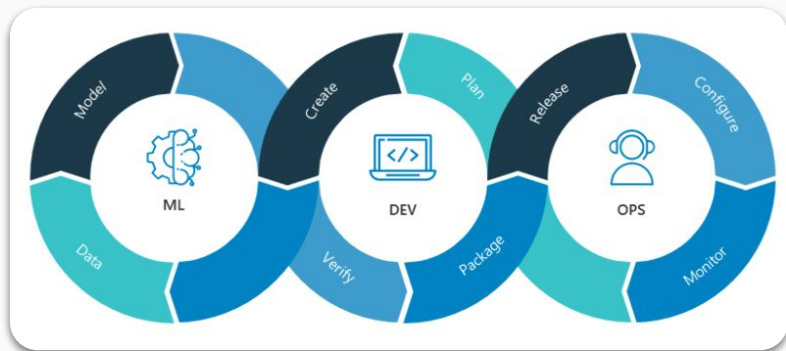 Model
Data
ML
Create
Plan
DEV
Verify
Package
Release
Configure
OPS
Monitor